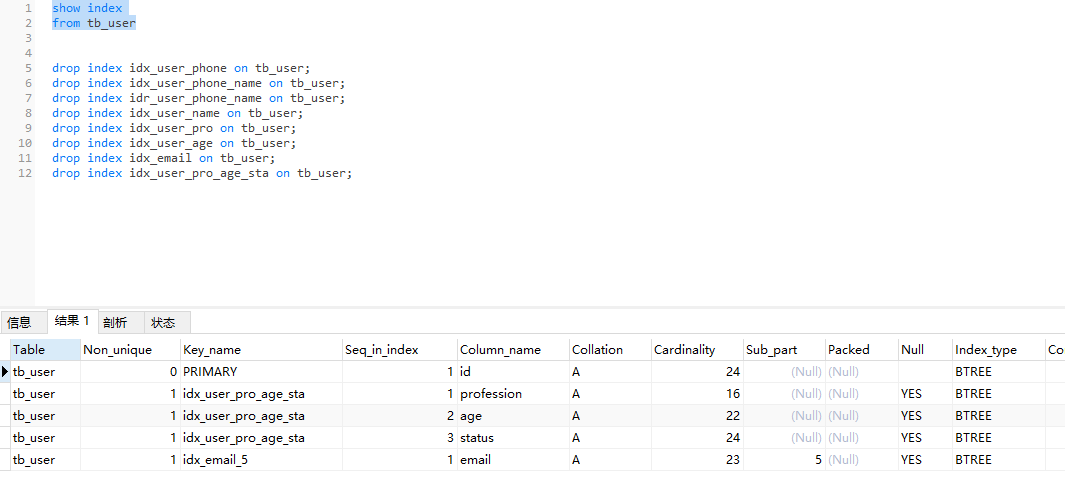 1 show index
2 from tb_user
3
4
5 drop index idx_user_phone on tb_user;
6 drop index idx_user_phone_name on tb_user;
7 drop index idr_user_phone_name on tb_user;
8 drop index idx_user_name on tb_user;
9 drop index idx_user_pro on tb_user;
10 drop index idx_user_age on tb_user;
11 drop index idx_email on tb_user;
12 drop index idx_user_pro_age_sta on tb_user;
信息 结果 1 剖析 状态
Table Non_unique Key_name Seq_in_index Column_name Collation Cardinality Sub_part Packed Null Index_type Co
tb_user 0 PRIMARY 1 id A 24 (Null) (Null) BTREE
tb_user 1 idx_user_pro_age_sta 1 profession A 16 (Null) (Null) YES BTREE
tb_user 1 idx_user_pro_age_sta 2 age A 22 (Null) (Null) YES BTREE
tb_user 1 idx_user_pro_age_sta 3 status A 24 (Null) (Null) YES BTREE
tb_user 1 idx_email_5 1 email A 23 5 (Null) YES BTREE